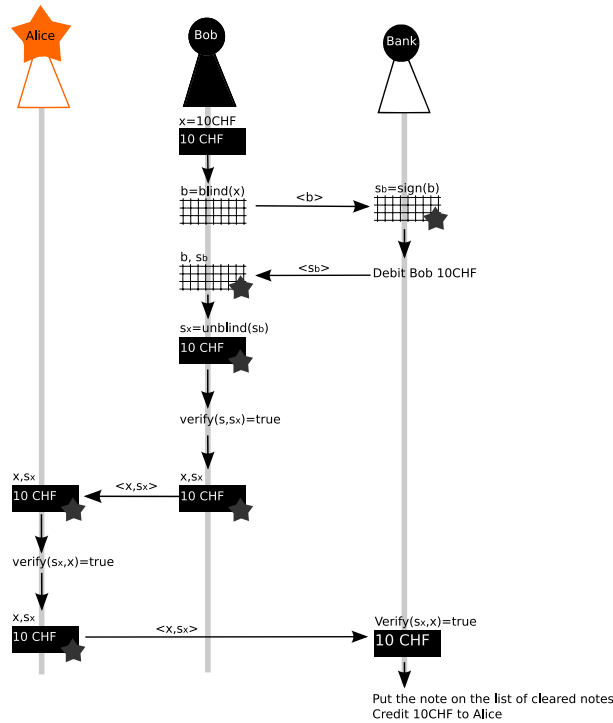 Alice
Bob
Bank
x=10CHF
10 CHF
b=blind(x)
<b>
sb=sign(b)
b, sb
<sb>
Debit Bob 10CHF
sx=unblind(sb)
10 CHF
verify(s,sx)=true
x,sx
<x,sx>
x,sx
10 CHF
10 CHF
verify(sx,x)=true
x,sx
<x,sx>
Verify(sx,x)=true
10 CHF
10 CHF
Put the note on the list of cleared notes
Credit 10CHF to Alice